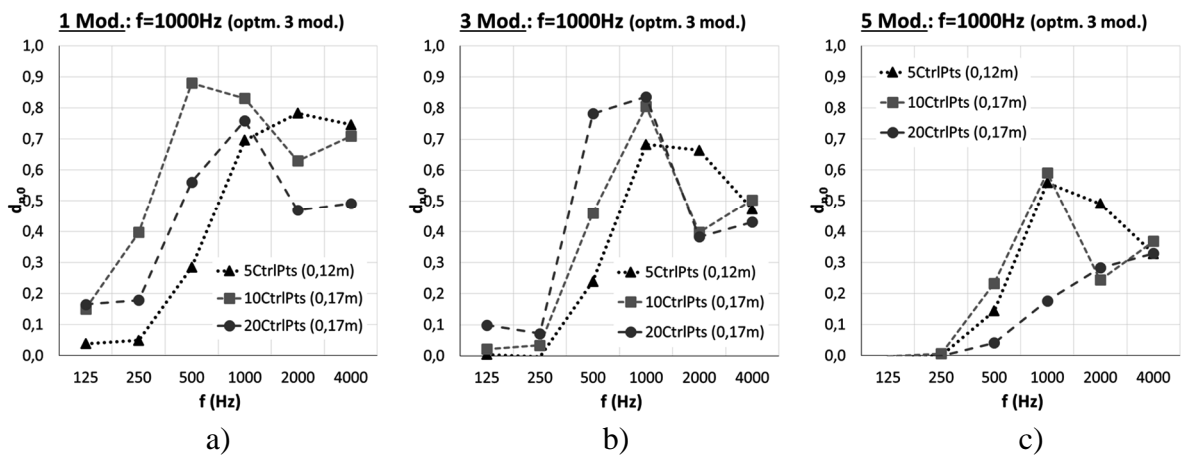 1 Mod.: f=1000Hz (optm. 3 mod.)
1,0
0,9
0,8
0,7
0,6
0,5
0,4
0,3
0,2
0,1
0,0
dn,0
5CtrlPts (0,12m)
10CtrlPts (0,17m)
20CtrlPts (0,17m)
125 250 500 1000 2000 4000
f (Hz)
a)
3 Mod.: f=1000Hz (optm. 3 mod.)
1,0
0,9
0,8
0,7
0,6
0,5
0,4
0,3
0,2
0,1
0,0
5CtrlPts (0,12m)
10CtrlPts (0,17m)
20CtrlPts (0,17m)
125 250 500 1000 2000 4000
f (Hz)
b)
5 Mod.: f=1000Hz (optm. 3 mod.)
1,0
0,9
0,8
0,7
0,6
0,5
0,4
0,3
0,2
0,1
0,0
5CtrlPts (0,12m)
10CtrlPts (0,17m)
20CtrlPts (0,17m)
125 250 500 1000 2000 4000
f (Hz)
c)